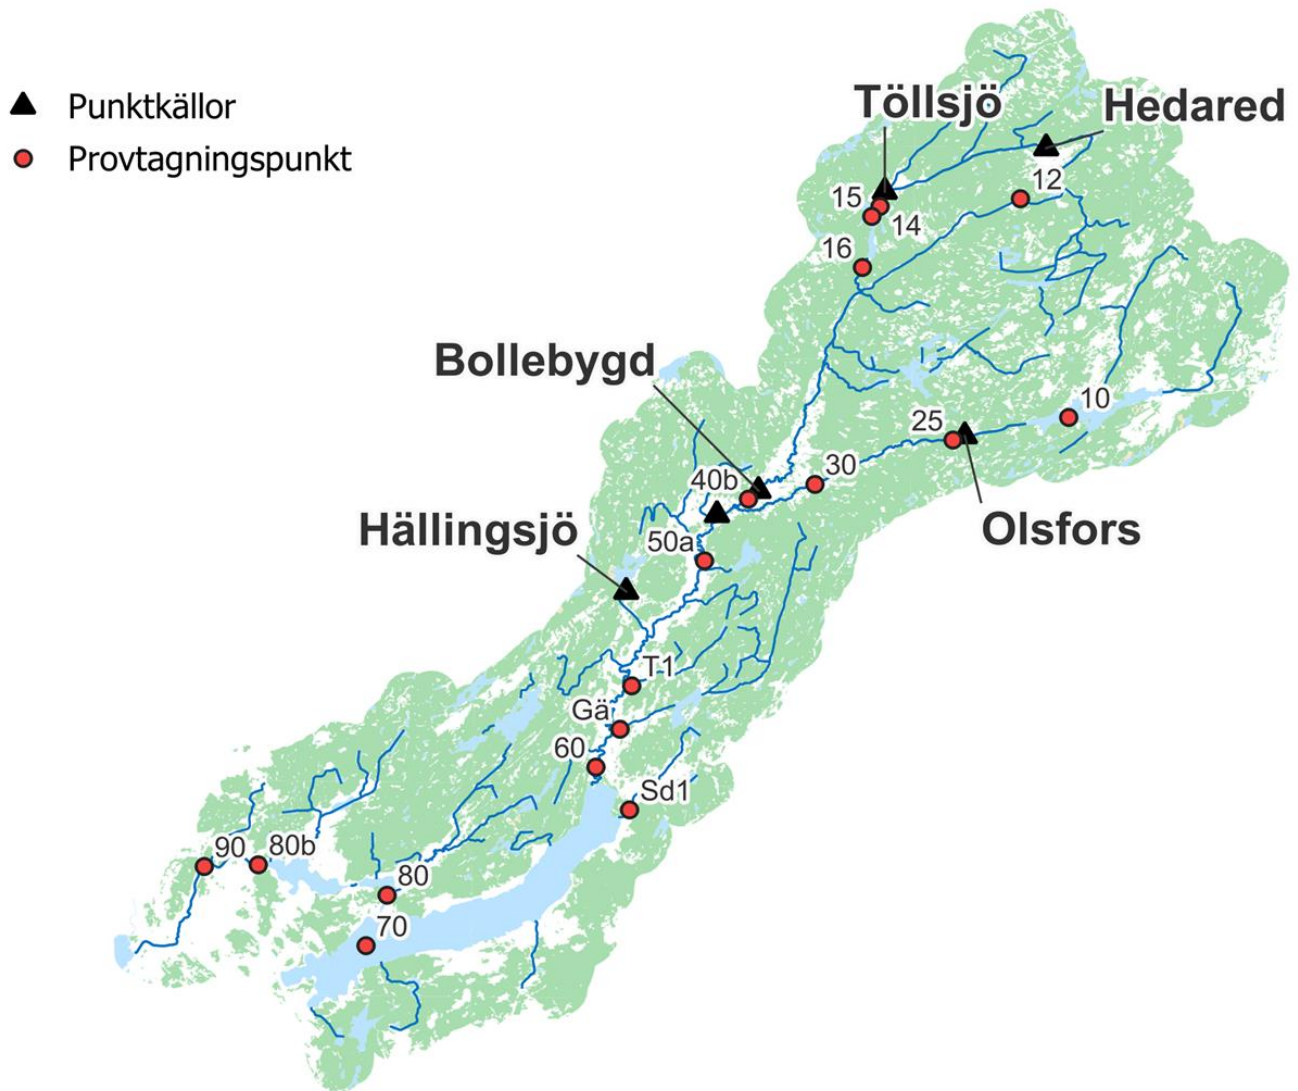 Punktkällor
Provtagningspunkt
Töllsjö
Hedared
12
15
14
16
Bollebygd
10
25
30
40b
Hällingsjö
50a
Olsfors
T1
Gä
60
Sd1
90
80b
80
70